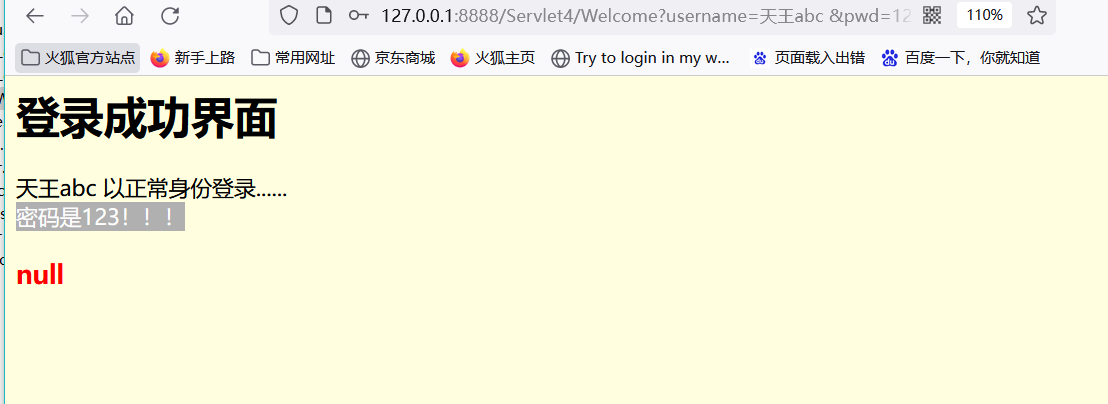 127.0.0.1:8888/Servlet4/Welcome?username=天王abc &pwd=12
110%
火狐官方站点 新手上路 常用网址 京东商城 火狐主页 Try to login in my w... 页面载入出错 百度一下，你就知道
登录成功界面
天王abc 以正常身份登录......
密码是123！！！
null